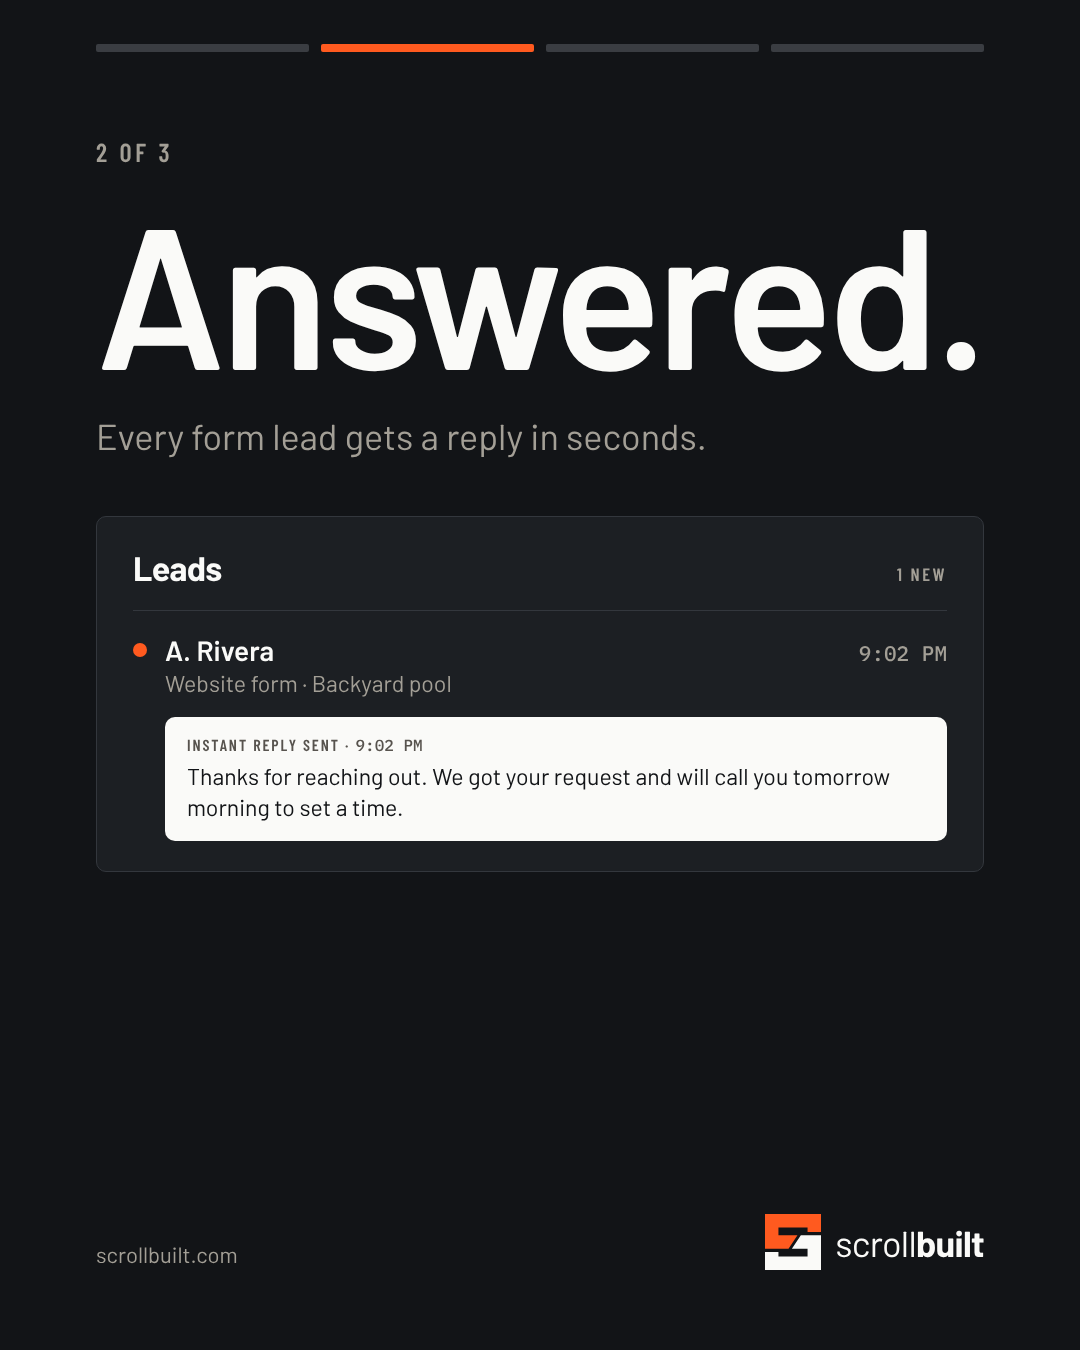 2 OF 3
Answered.
Every form lead gets a reply in seconds.
Leads
1 NEW
A. Rivera
9:02 PM
Website form · Backyard pool
INSTANT REPLY SENT · 9:02 PM
Thanks for reaching out. We got your request and will call you tomorrow
morning to set a time.
scrollbuilt.com
scrollbuilt